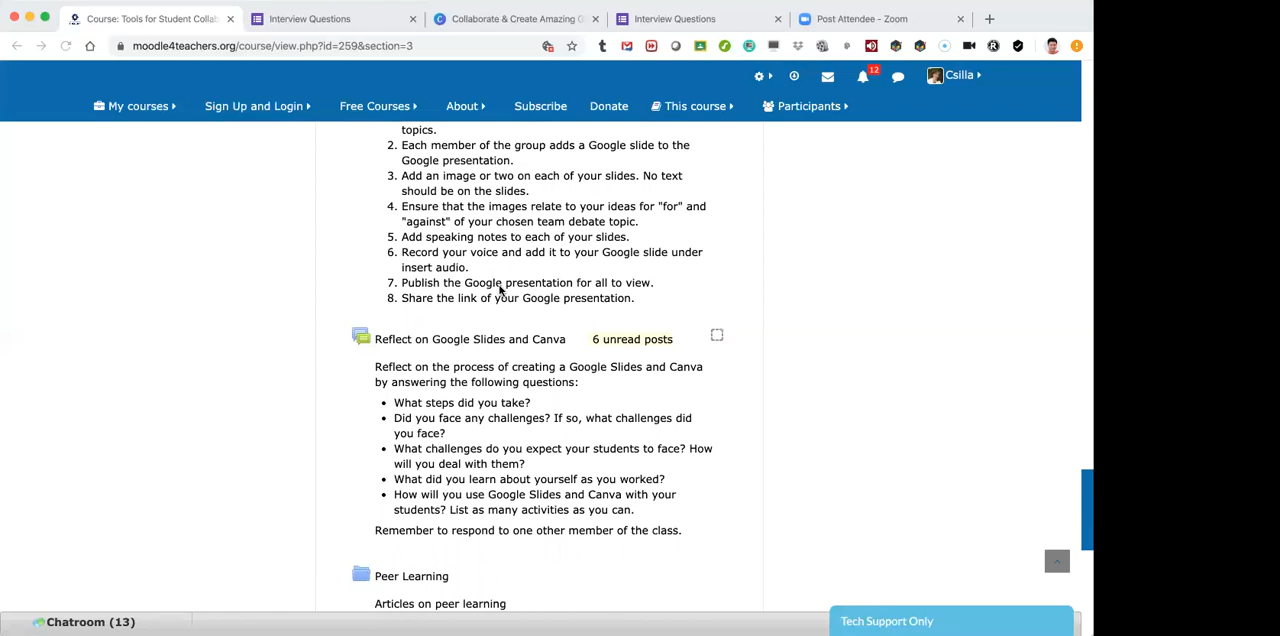 Course: Tools for Student Collab
Interview Questions
Collaborate & Create Amazing G
Interview Questions
Post Attendee - Zoom
moodle4teachers.org/course/view.php?id=259&section=3
12
Csilla
My courses
Sign Up and Login
Free Courses
About
Subscribe
Donate
This course
Participants
topics.
2. Each member of the group adds a Google slide to the
Google presentation.
3. Add an image or two on each of your slides. No text
should be on the slides.
4. Ensure that the images relate to your ideas for "for" and
"against" of your chosen team debate topic.
5. Add speaking notes to each of your slides.
6. Record your voice and add it to your Google slide under
insert audio.
7. Publish the Google presentation for all to view.
8. Share the link of your Google presentation.
Reflect on Google Slides and Canva
6 unread posts
Reflect on the process of creating a Google Slides and Canva
by answering the following questions:
• What steps did you take?
• Did you face any challenges? If so, what challenges did
you face?
• What challenges do you expect your students to face? How
will you deal with them?
• What did you learn about yourself as you worked?
• How will you use Google Slides and Canva with your
students? List as many activities as you can.
Remember to respond to one other member of the class.
Peer Learning
Articles on peer learning
Chatroom (13)
Tech Support Only